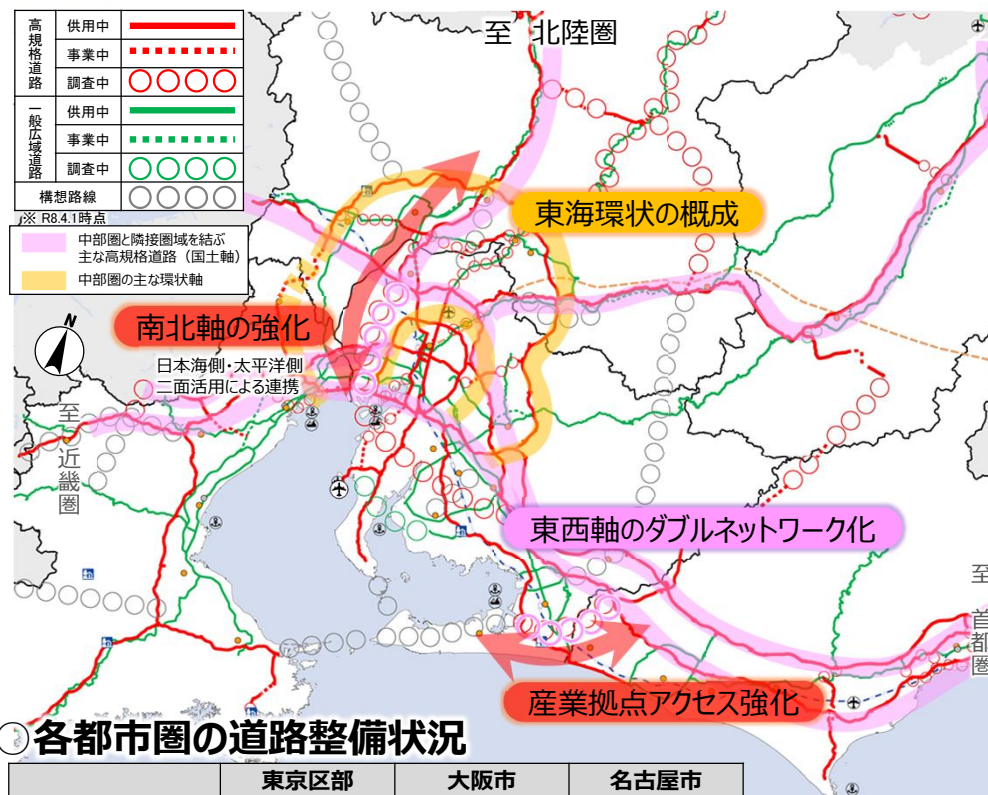 高規格道路
供用中
事業中
調査中
一般広域道路
供用中
事業中
調査中
構想路線
※ R8.4.1時点
中部圏と隣接圏域を結ぶ
主な高規格道路（国土軸）
中部圏の主な環状軸
N
至 北陸圏
東海環状の概成
南北軸の強化
日本海側・太平洋側
二面活用による連携
至近畿圏
東西軸のダブルネットワーク化
至首都圏
産業拠点アクセス強化
○各都市圏の道路整備状況
東京区部 大阪市 名古屋市